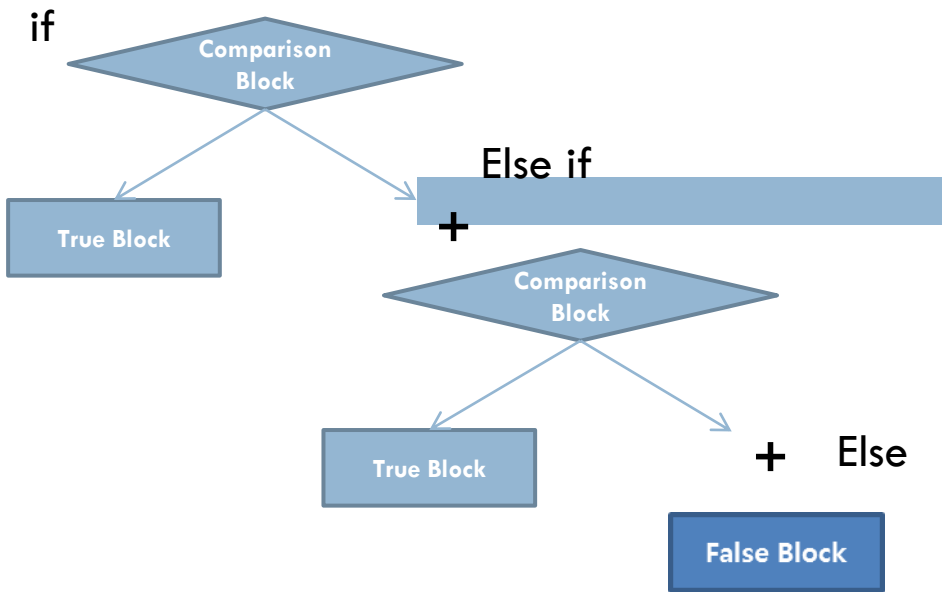 if
Comparison
Block
Else if
True Block
+
Comparison
Block
True Block
+ Else
False Block